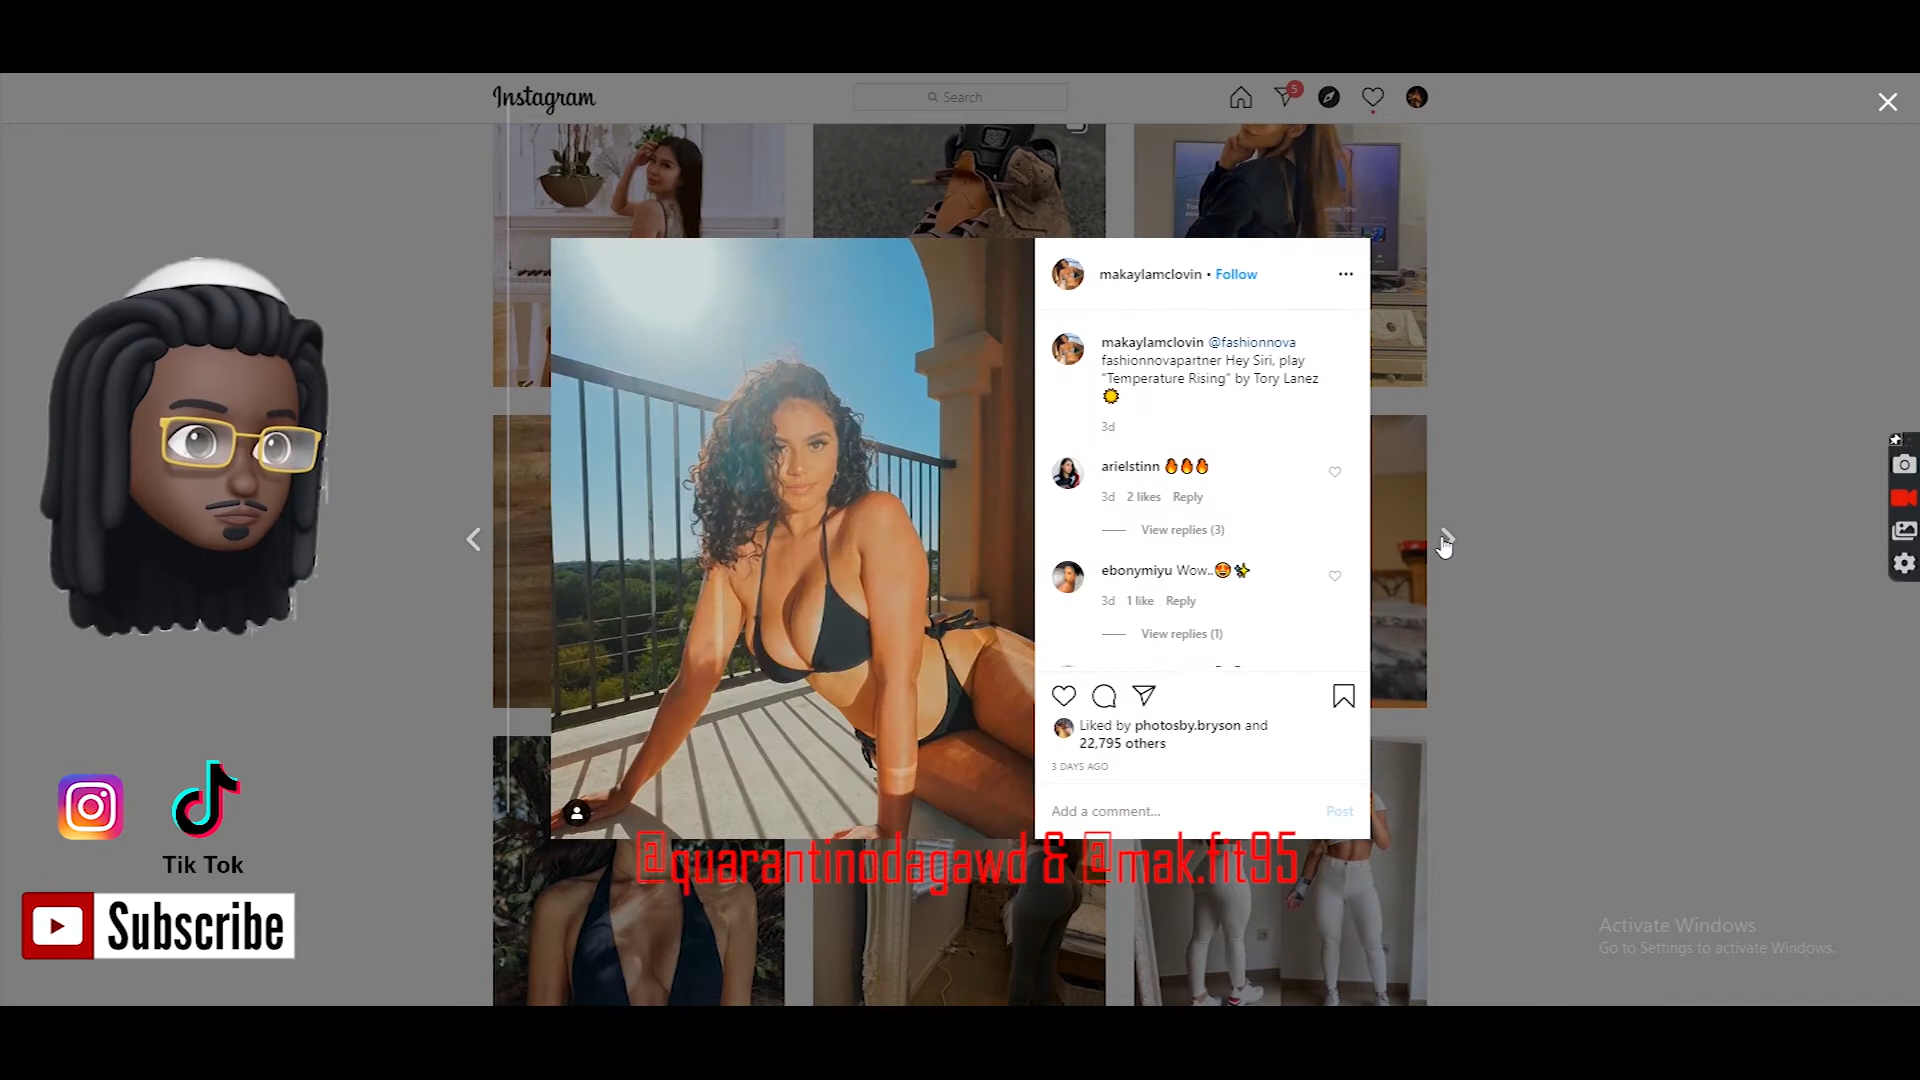 Instagram
Search
5
makaylamclovin • Follow
makaylamclovin @fashionnova
fashionnovapartner Hey Siri, play
“Temperature Rising” by Tory Lanez
3d
arielstinn
3d 2 likes Reply
View replies (3)
ebonymiyu Wow..
3d 1 like Reply
View replies (1)
Liked by photosby.bryson and
22,795 others
3 DAYS AGO
Add a comment... Post
@quarantinodagawd & @mak.fit95
Tik Tok
Subscribe
Activate Windows
Go to Settings to activate Windows.